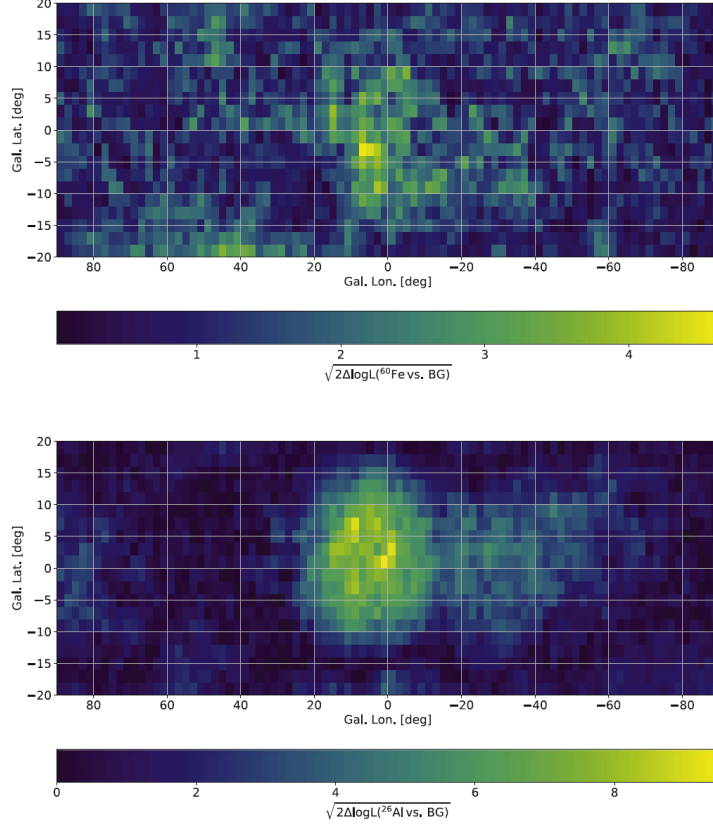 20
15
10
5
0
−5
−10
−15
−20
Gal. Lat. [deg]
80 60 40 20 0 −20 −40 −60 −80
Gal. Lon. [deg]
1 2 3 4
√2ΔlogL(⁶⁰Fe vs. BG)
20
15
10
5
0
−5
−10
−15
−20
Gal. Lat. [deg]
80 60 40 20 0 −20 −40 −60 −80
Gal. Lon. [deg]
0 2 4 6 8
√2ΔlogL(²⁶Al vs. BG)